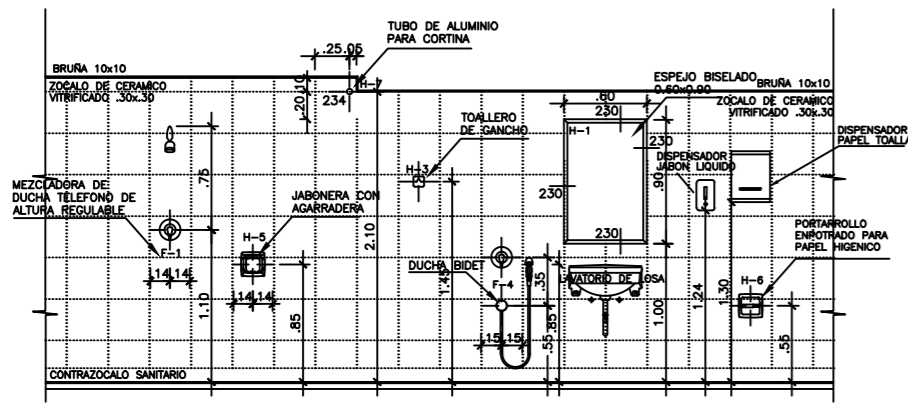 TUBO DE ALUMINIO
PARA CORTINA
.25
.05
BRUÑA 10x10
ZOCALO DE CERAMICO
VITRIFICADO .30x.30
.10
.20
234
H-7
ESPEJO BISELADO
0.60x0.90
BRUÑA 10x10
.60
ZOCALO DE CERAMICO
VITRIFICADO .30x.30
230
H-1
230
230
230
TOALLERO
DE GANCHO
H-3
DISPENSADOR
PAPEL TOALLA
DISPENSADOR
JABON LIQUIDO
.75
.90
MEZCLADORA DE
DUCHA TELEFONO DE
ALTURA REGULABLE
F-1
JABONERA CON
AGARRADERA
H-5
2.10
PORTARROLLO
ENPOTRADO PARA
PAPEL HIGENICO
DUCHA BIDET
F-4
LAVATORIO DE LOSA
H-6
.14
.14
.14
.14
1.10
.85
1.45
.35
.15
.15
.55
.85
1.00
1.24
1.30
.55
CONTRAZOCALO SANITARIO